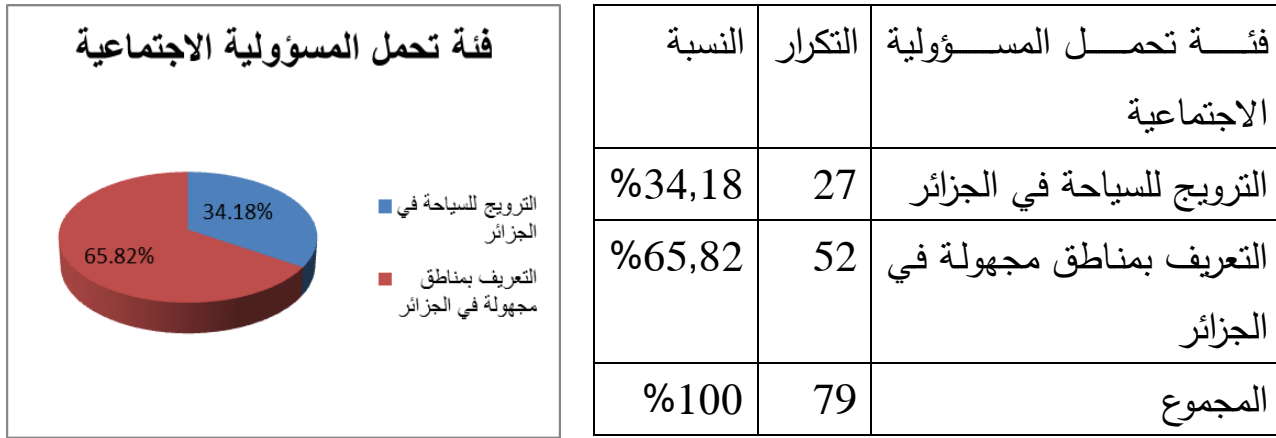 فئة تحمل المسؤولية الاجتماعية
34.18%
65.82%
الترويج للسياحة في
الجزائر
التعريف بمناطق
مجهولة في الجزائر
فئة تحمل المسؤولية التكرار النسبة
الاجتماعية
الترويج للسياحة في الجزائر 27 %34,18
التعريف بمناطق مجهولة في 52 %65,82
الجزائر
المجموع 79 %100